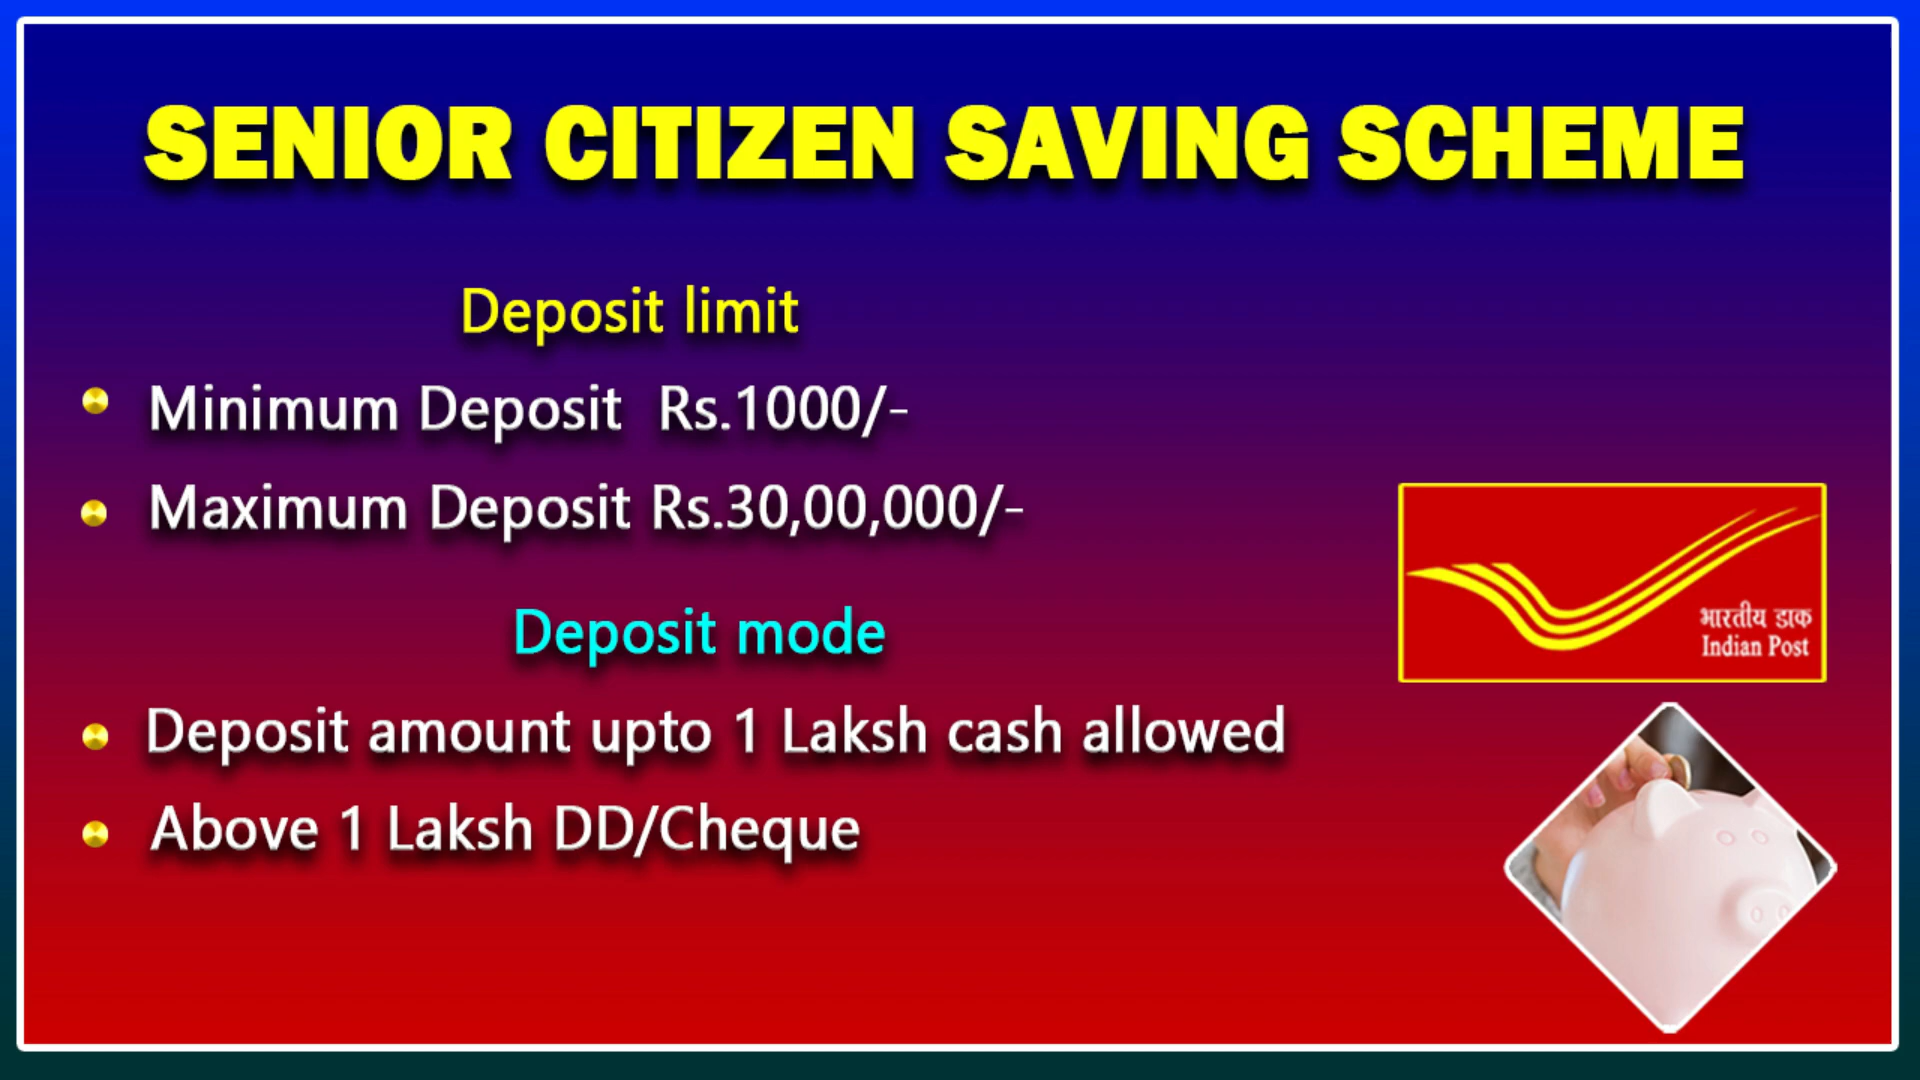 SENIOR CITIZEN SAVING SCHEME
Deposit limit
Minimum Deposit Rs.1000/-
Maximum Deposit Rs.30,00,000/-
Deposit mode
Deposit amount upto 1 Laksh cash allowed
Above 1 Laksh DD/Cheque
भारतीय डाक
Indian Post